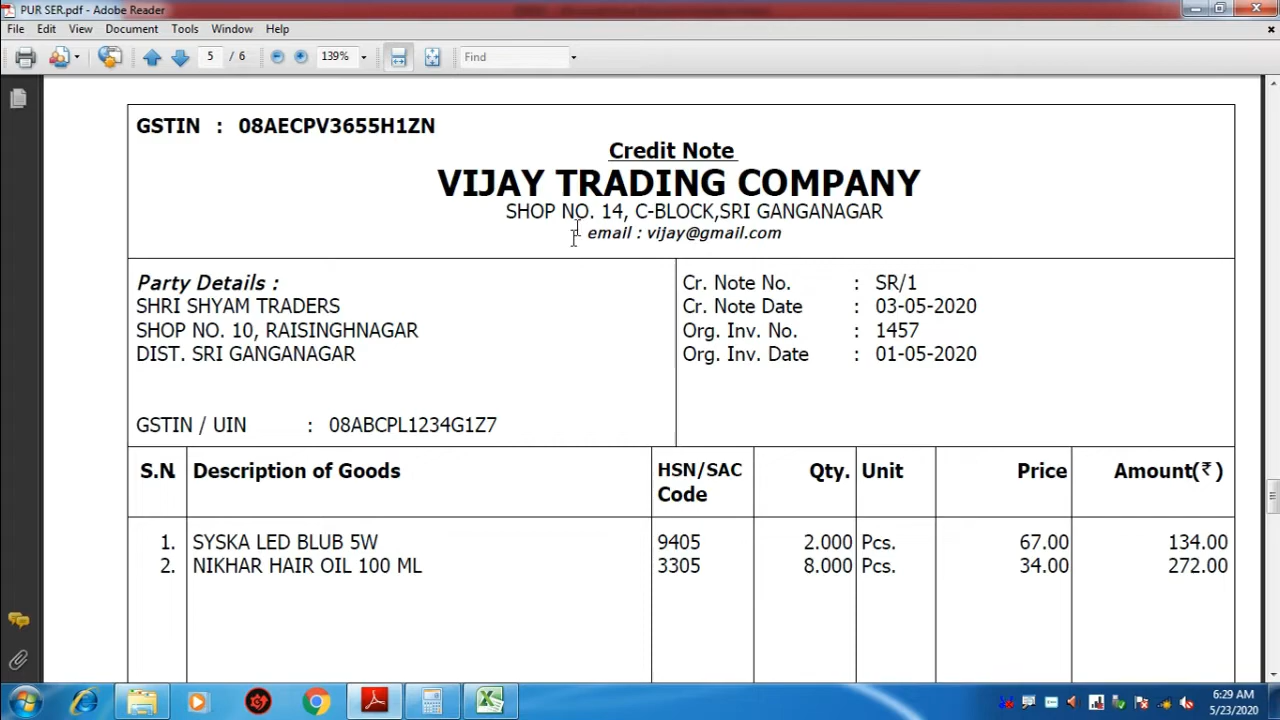 PUR SER.pdf - Adobe Reader
File Edit View Document Tools Window Help
5 / 6 139% Find
GSTIN : 08AECPV3655H1ZN
Credit Note
VIJAY TRADING COMPANY
SHOP NO. 14, C-BLOCK,SRI GANGANAGAR
email : vijay@gmail.com
Party Details :
SHRI SHYAM TRADERS
SHOP NO. 10, RAISINGHNAGAR
DIST. SRI GANGANAGAR
GSTIN / UIN : 08ABCPL1234G1Z7
Cr. Note No. : SR/1
Cr. Note Date : 03-05-2020
Org. Inv. No. : 1457
Org. Inv. Date : 01-05-2020
S.N. Description of Goods HSN/SAC Code Qty. Unit Price Amount(₹)
1. SYSKA LED BLUB 5W 9405 2.000 Pcs. 67.00 134.00
2. NIKHAR HAIR OIL 100 ML 3305 8.000 Pcs. 34.00 272.00
6:29 AM
5/23/2020